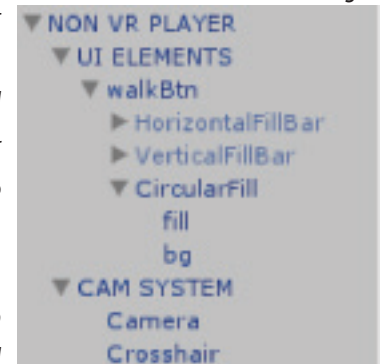 NON VR PLAYER
UI ELEMENTS
walkBtn
HorizontalFillBar
VerticalFillBar
CircularFill
fill
bg
CAM SYSTEM
Camera
Crosshair